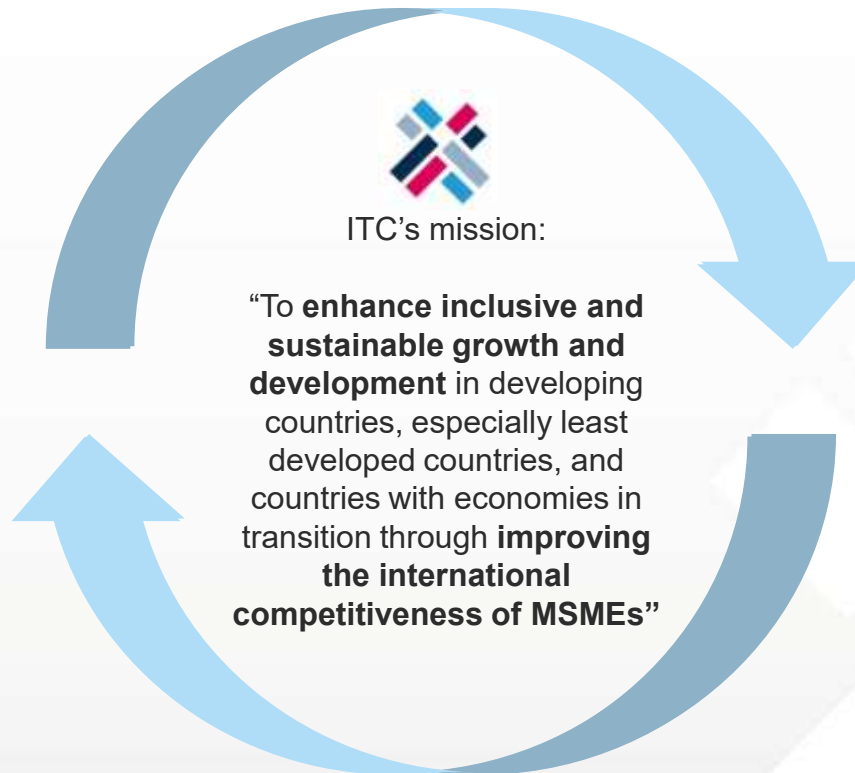 ITC’s mission:
“To enhance inclusive and
sustainable growth and
development in developing
countries, especially least
developed countries, and
countries with economies in
transition through improving
the international
competitiveness of MSMEs”